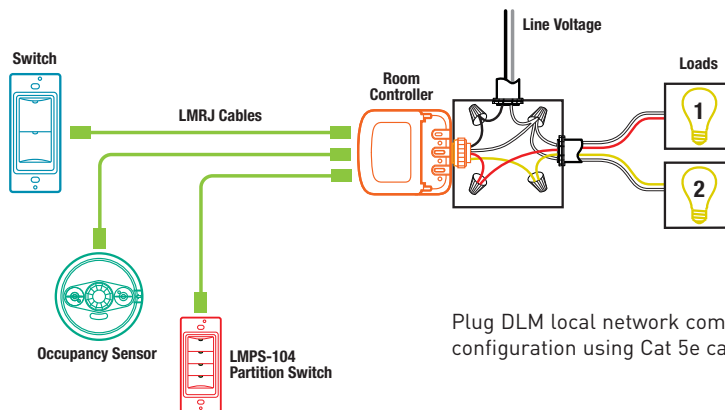 Line Voltage
Switch
Loads
Room
Controller
LMRJ Cables
1
2
Occupancy Sensor
LMPS-104
Partition Switch
Plug DLM local network com
configuration using Cat 5e ca